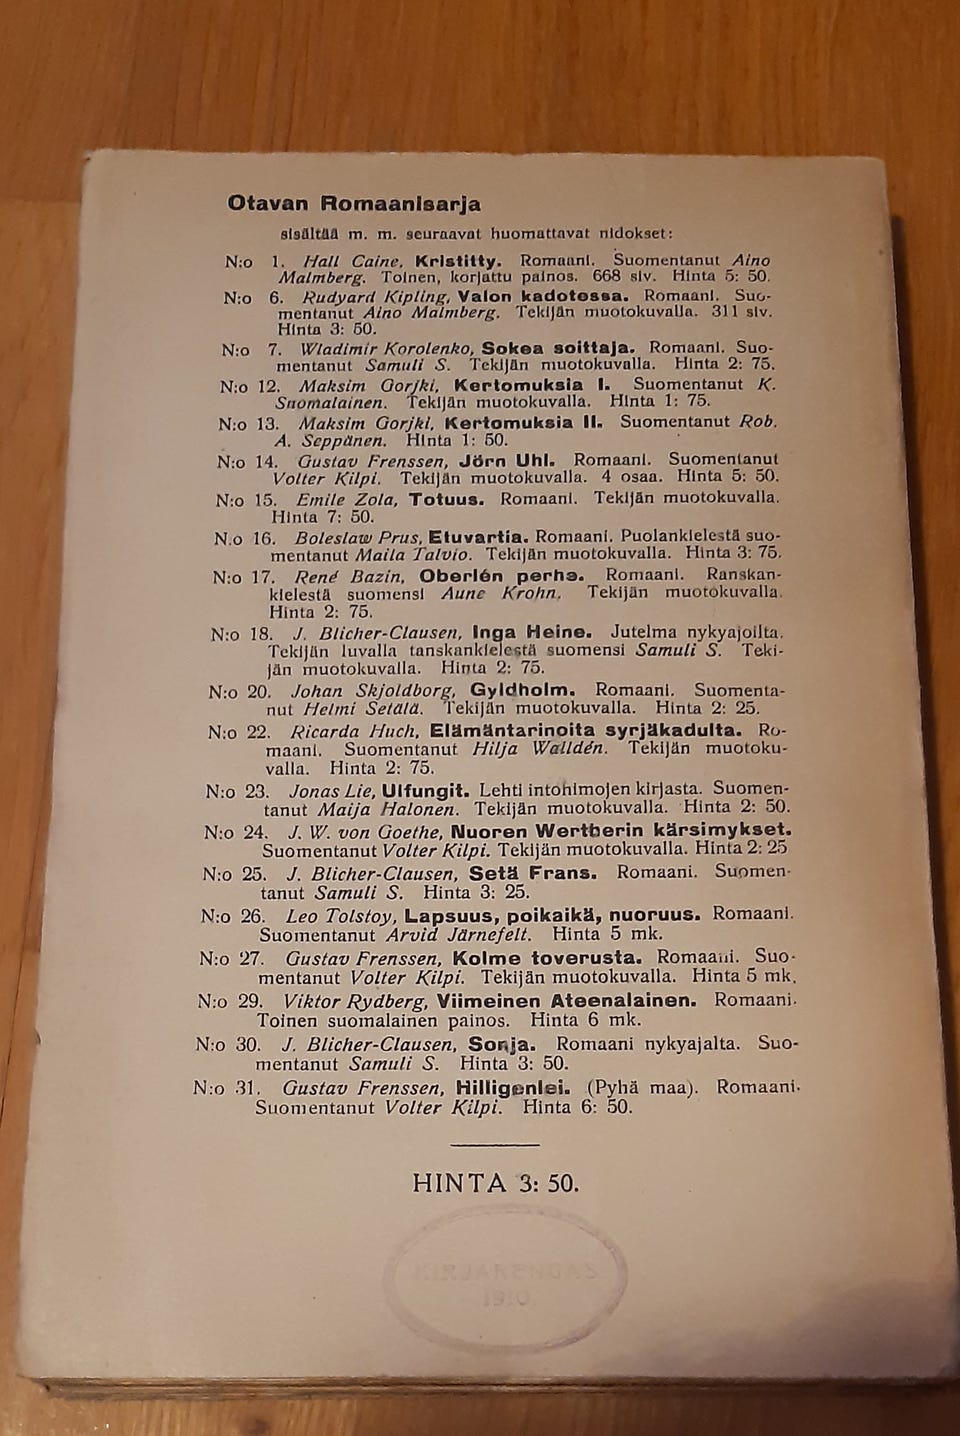 Otavan Romaanisarja
sisältää m. m. seuraavat huomattavat nidokset:
N:o 1. Hall Caine, Kristitty. Romaani. Suomentanut Aino
Malmberg. Toinen, korjattu painos. 668 siv. Hinta 5: 50.
N:o 6. Rudyard Kipling, Valon kadotessa. Romaani. Suo-
mentanut Aino Malmberg. Tekijän muotokuvalla. 311 siv.
Hinta 3: 50.
N:o 7. Wladimir Korolenko, Sokea soittaja. Romaani. Suo-
mentanut Samuli S. Tekijän muotokuvalla. Hinta 2: 75.
N:o 12. Maksim Gorjki, Kertomuksia I. Suomentanut K.
Suomalainen. Tekijän muotokuvalla. Hinta 1: 75.
N:o 13. Maksim Gorjki, Kertomuksia II. Suomentanut Rob.
A. Seppänen. Hinta 1: 50.
N:o 14. Gustav Frenssen, Jörn Uhl. Romaani. Suomentanut
Volter Kilpi. Tekijän muotokuvalla. 4 osaa. Hinta 5: 50.
N:o 15. Emile Zola, Totuus. Romaani. Tekijän muotokuvalla.
Hinta 7: 50.
N.o 16. Boleslaw Prus, Etuvartia. Romaani. Puolankielestä suo-
mentanut Maila Talvio. Tekijän muotokuvalla. Hinta 3: 75.
N:o 17. René Bazin, Oberlén perhe. Romaani. Ranskan-
kielestä suomensi Aune Krohn. Tekijän muotokuvalla.
Hinta 2: 75.
N:o 18. J. Blicher-Clausen, Inga Heine. Jutelma nykyajoilta.
Tekijän luvalla tanskankielestä suomensi Samuli S. Teki-
jän muotokuvalla. Hinta 2: 75.
N:o 20. Johan Skjoldborg, Gyldholm. Romaani. Suomenta-
nut Helmi Setälä. Tekijän muotokuvalla. Hinta 2: 25.
N:o 22. Ricarda Huch, Elämäntarinoita syrjäkadulta. Ro-
maani. Suomentanut Hilja Walldén. Tekijän muotoku-
valla. Hinta 2: 75.
N:o 23. Jonas Lie, Ulfungit. Lehti intohimojen kirjasta. Suomen-
tanut Maija Halonen. Tekijän muotokuvalla. Hinta 2: 50.
N:o 24. J. W. von Goethe, Nuoren Wertherin kärsimykset.
Suomentanut Volter Kilpi. Tekijän muotokuvalla. Hinta 2: 25
N:o 25. J. Blicher-Clausen, Setä Frans. Romaani. Suomen-
tanut Samuli S. Hinta 3: 25.
N:o 26. Leo Tolstoy, Lapsuus, poikaikä, nuoruus. Romaani.
Suomentanut Arvid Järnefelt. Hinta 5 mk.
N:o 27. Gustav Frenssen, Kolme toverusta. Romaani. Suo-
mentanut Volter Kilpi. Tekijän muotokuvalla. Hinta 5 mk.
N:o 29. Viktor Rydberg, Viimeinen Ateenalainen. Romaani.
Toinen suomalainen painos. Hinta 6 mk.
N:o 30. J. Blicher-Clausen, Sonja. Romaani nykyajalta. Suo-
mentanut Samuli S. Hinta 3: 50.
N:o 31. Gustav Frenssen, Hilligenlei. (Pyhä maa). Romaani.
Suomentanut Volter Kilpi. Hinta 6: 50.
HINTA 3: 50.
KIRJARENGAS
1910